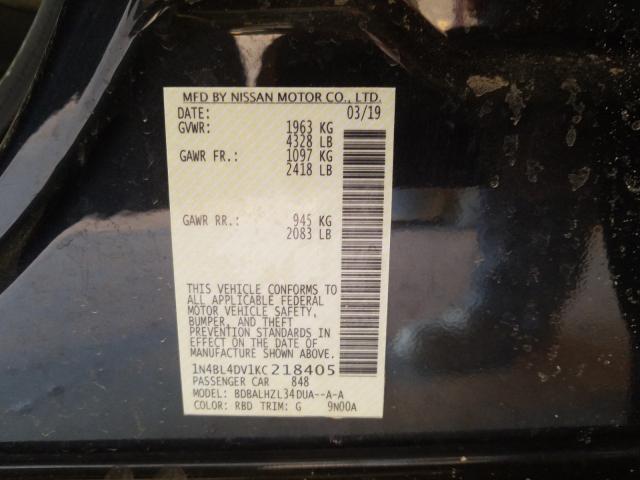 MFD BY NISSAN MOTOR CO., LTD.
DATE: 03/19
GVWR: 1963 KG
4328 LB
GAWR FR.: 1097 KG
2418 LB
GAWR RR.: 945 KG
2083 LB
THIS VEHICLE CONFORMS TO
ALL APPLICABLE FEDERAL
MOTOR VEHICLE SAFETY,
BUMPER, AND THEFT
PREVENTION STANDARDS IN
EFFECT ON THE DATE OF
MANUFACTURE SHOWN ABOVE.
1N4BL4DV1KC218405
PASSENGER CAR 848
MODEL: BDBALHZL34DUA--A-A
COLOR: RBD TRIM: G 9N00A